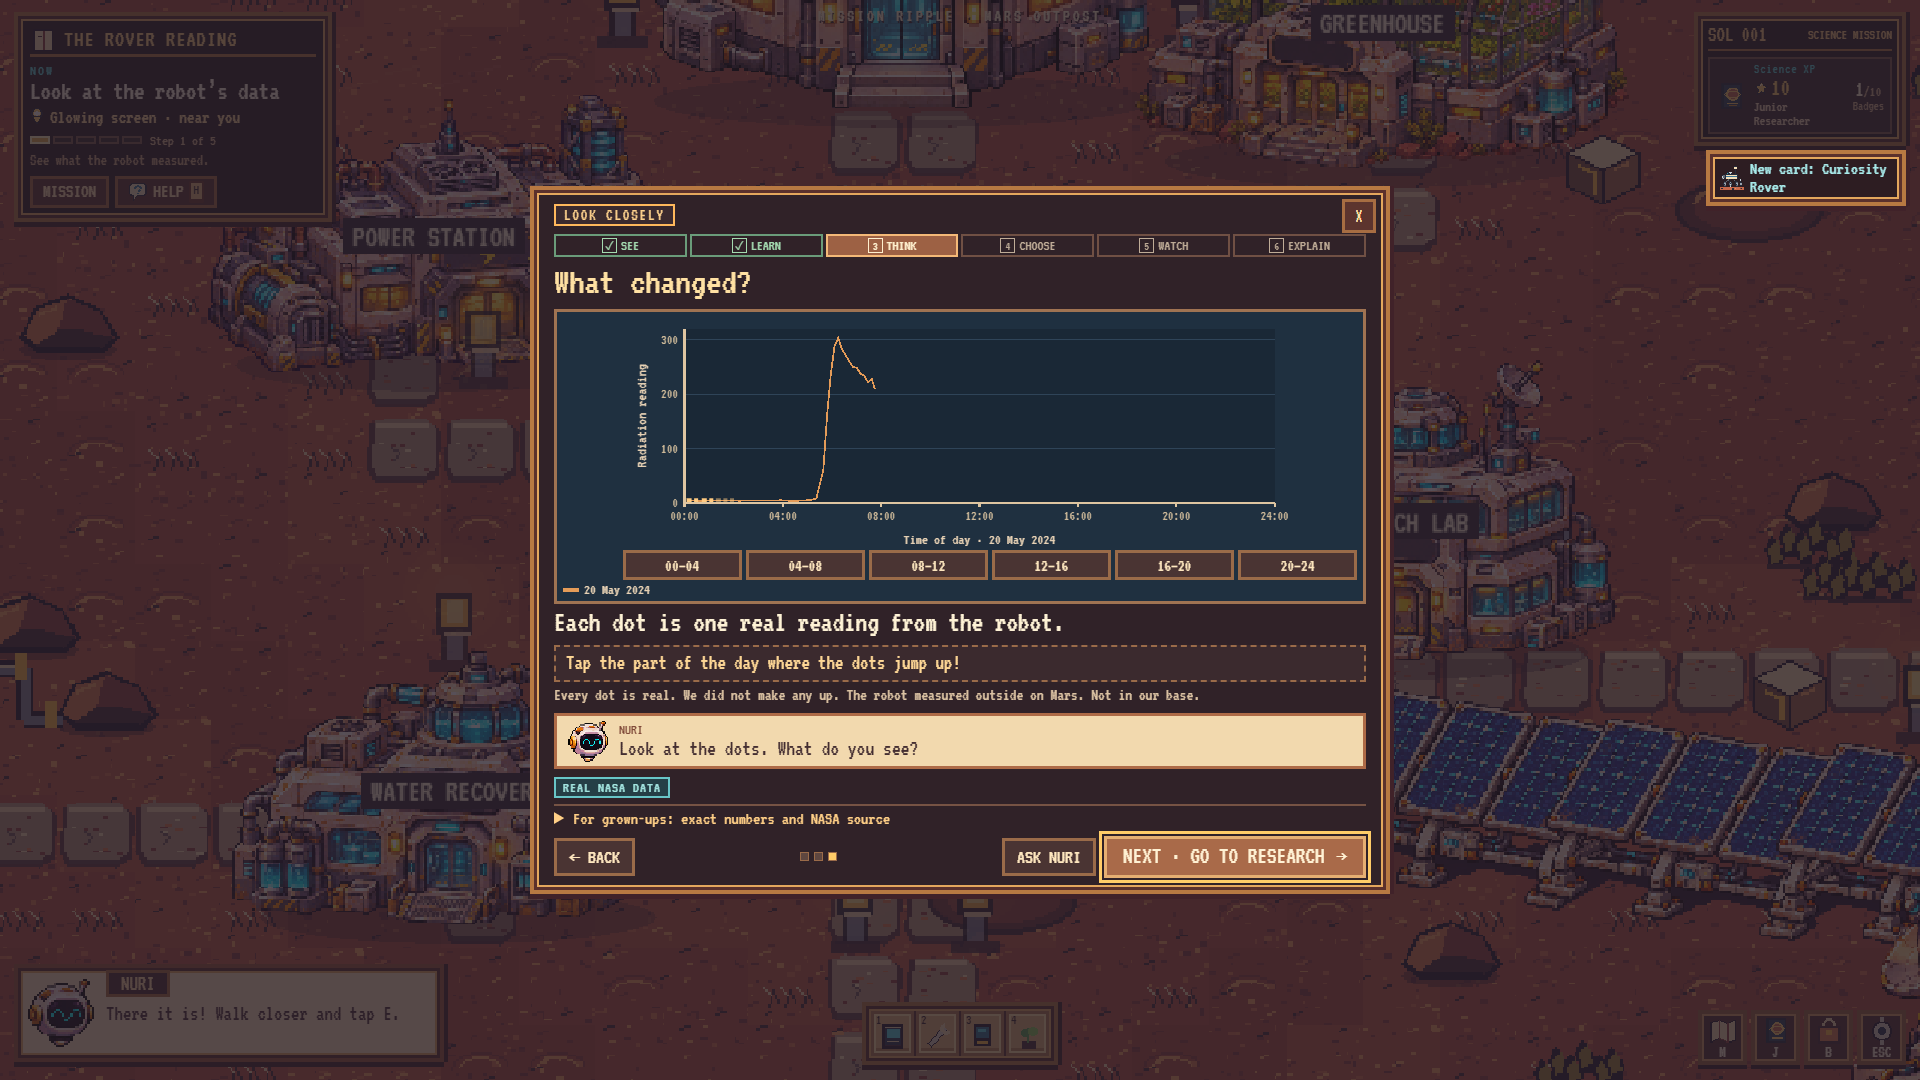 MISSION RIPPLE
MARS OUTPOST
GREENHOUSE
THE ROVER READING
NOW
Look at the robot's data
Glowing screen · near you
Step 1 of 5
See what the robot measured.
MISSION
HELP H
SOL 001
SCIENCE MISSION
Science XP
10
Junior Researcher
1/10
Badges
New card: Curiosity
Rover
POWER STATION
LOOK CLOSELY
X
SEE
LEARN
3 THINK
4 CHOOSE
5 WATCH
6 EXPLAIN
What changed?
Radiation reading
300
200
100
0
00:00 04:00 08:00 12:00 16:00 20:00 24:00
Time of day · 20 May 2024
00–04 04–08 08–12 12–16 16–20 20–24
20 May 2024
Each dot is one real reading from the robot.
Tap the part of the day where the dots jump up!
Every dot is real. We did not make any up. The robot measured outside on Mars. Not in our base.
NURI
Look at the dots. What do you see?
REAL NASA DATA
For grown-ups: exact numbers and NASA source
← BACK
ASK NURI
NEXT · GO TO RESEARCH →
CH LAB
WATER RECOVER
NURI
There it is! Walk closer and tap E.
1 2 3 4
M J B ESC